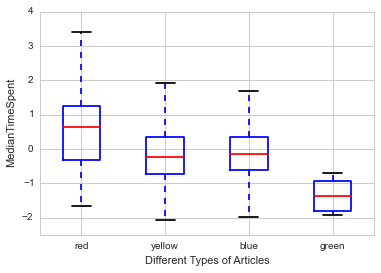 4
3
2
1
0
−1
−2
MedianTimeSpent
red yellow blue green
Different Types of Articles